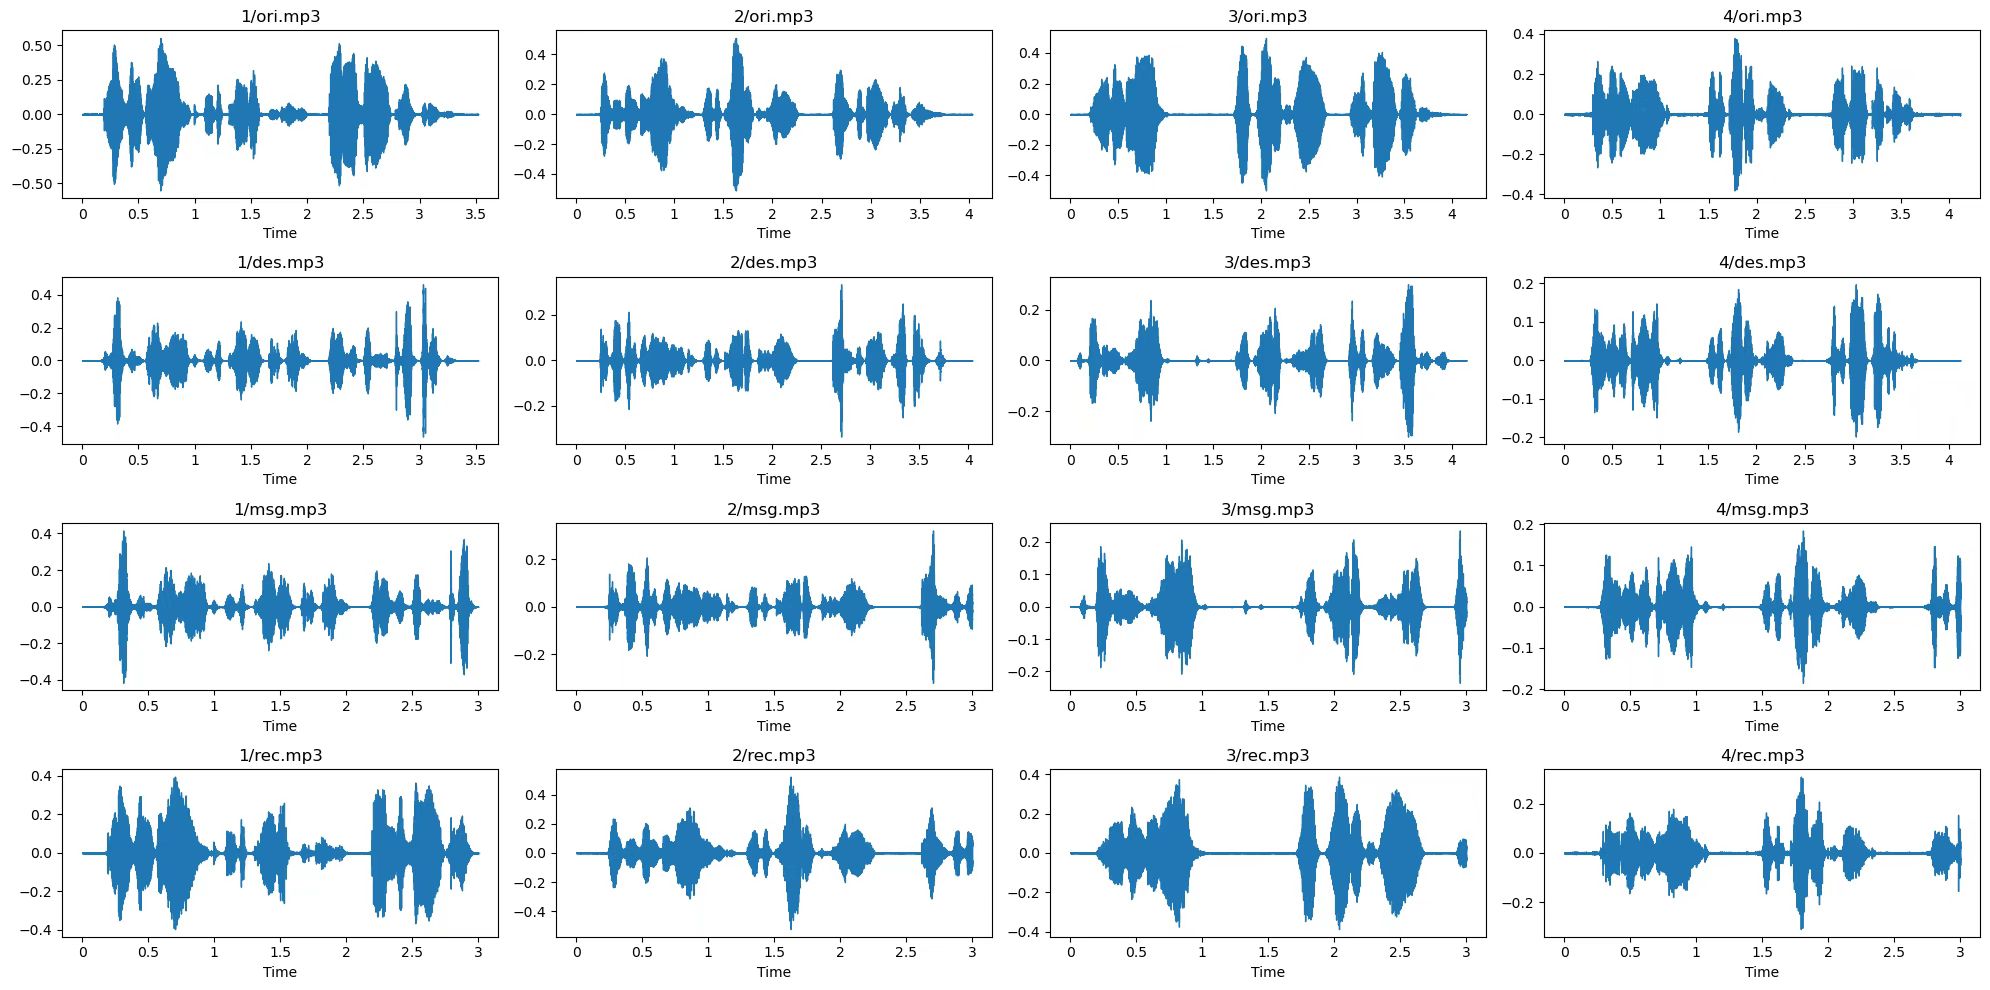 1/ori.mp3 2/ori.mp3 3/ori.mp3 4/ori.mp3
0.50 0.25 0.00 −0.25 −0.50
0 0.5 1 1.5 2 2.5 3 3.5
Time
0.4 0.2 0.0 −0.2 −0.4
0 0.5 1 1.5 2 2.5 3 3.5 4
Time
0.4 0.2 0.0 −0.2 −0.4
0 0.5 1 1.5 2 2.5 3 3.5 4
Time
0.4 0.2 0.0 −0.2 −0.4
0 0.5 1 1.5 2 2.5 3 3.5 4
Time
1/des.mp3 2/des.mp3 3/des.mp3 4/des.mp3
0.4 0.2 0.0 −0.2 −0.4
0 0.5 1 1.5 2 2.5 3 3.5
Time
0.2 0.0 −0.2
0 0.5 1 1.5 2 2.5 3 3.5 4
Time
0.2 0.0 −0.2
0 0.5 1 1.5 2 2.5 3 3.5 4
Time
0.2 0.1 0.0 −0.1 −0.2
0 0.5 1 1.5 2 2.5 3 3.5 4
Time
1/msg.mp3 2/msg.mp3 3/msg.mp3 4/msg.mp3
0.4 0.2 0.0 −0.2 −0.4
0 0.5 1 1.5 2 2.5 3
Time
0.2 0.0 −0.2
0 0.5 1 1.5 2 2.5 3
Time
0.2 0.1 0.0 −0.1 −0.2
0 0.5 1 1.5 2 2.5 3
Time
0.2 0.1 0.0 −0.1 −0.2
0 0.5 1 1.5 2 2.5 3
Time
1/rec.mp3 2/rec.mp3 3/rec.mp3 4/rec.mp3
0.4 0.2 0.0 −0.2 −0.4
0 0.5 1 1.5 2 2.5 3
Time
0.4 0.2 0.0 −0.2 −0.4
0 0.5 1 1.5 2 2.5 3
Time
0.4 0.2 0.0 −0.2 −0.4
0 0.5 1 1.5 2 2.5 3
Time
0.2 0.0 −0.2
0 0.5 1 1.5 2 2.5 3
Time